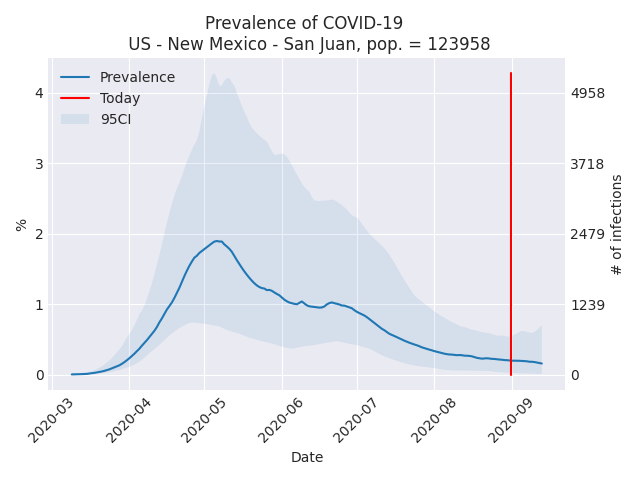 Prevalence of COVID-19
US - New Mexico - San Juan, pop. = 123958
Prevalence
Today
95CI
4
3
2
1
0
%
4958
3718
2479
1239
0
# of infections
2020-03
2020-04
2020-05
2020-06
2020-07
2020-08
2020-09
Date